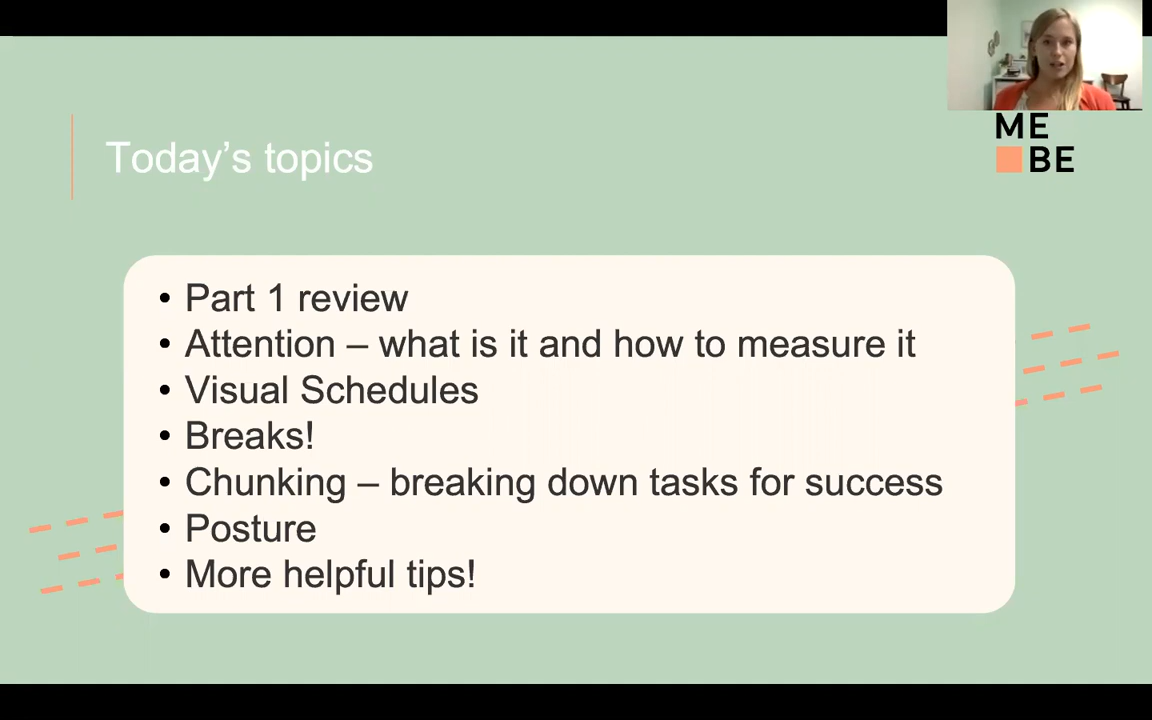 Today’s topics
ME
BE
• Part 1 review
• Attention – what is it and how to measure it
• Visual Schedules
• Breaks!
• Chunking – breaking down tasks for success
• Posture
• More helpful tips!